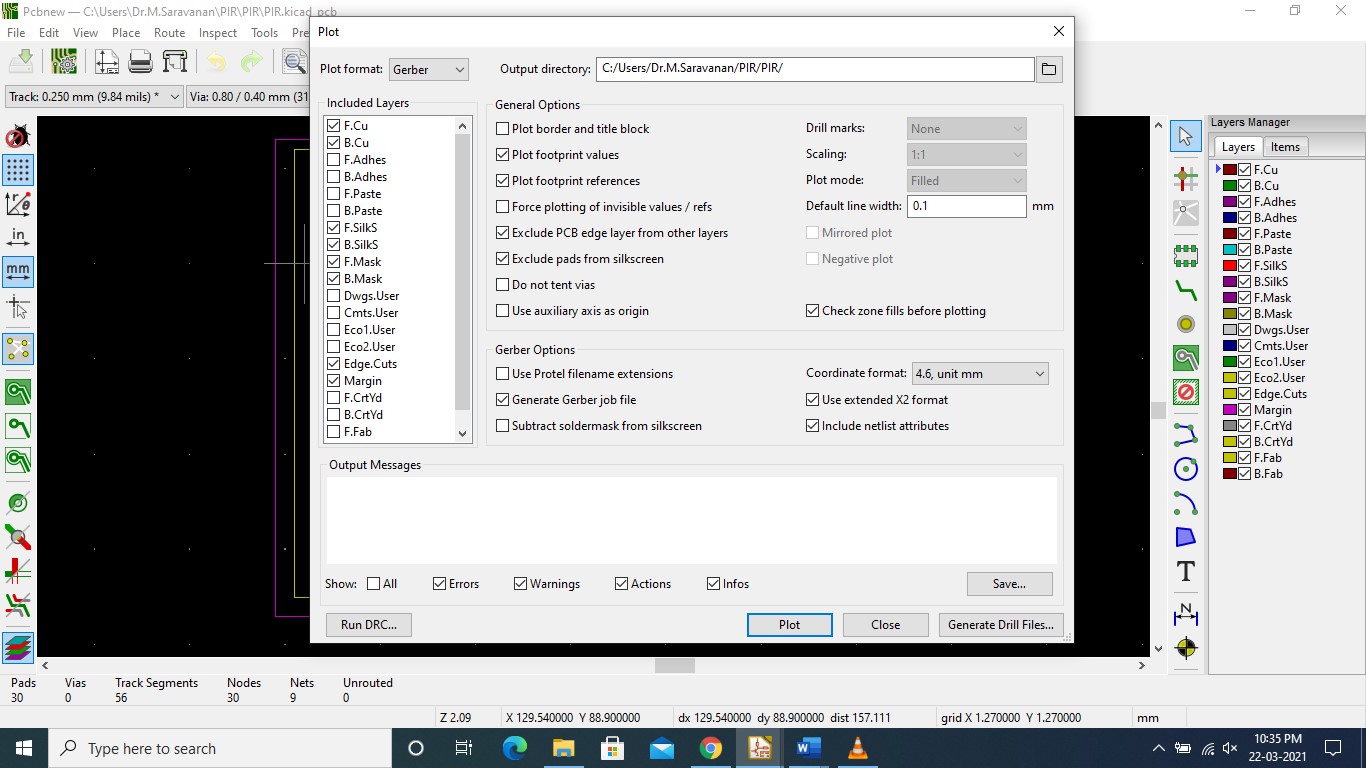 Pcbnew — C:\Users\Dr.M.Saravanan\PIR\PIR\PIR.kicad_pcb
File Edit View Place Route Inspect Tools Pre
Track: 0.250 mm (9.84 mils) * Via: 0.80 / 0.40 mm (31
in
mm
Plot
Plot format: Gerber Output directory: C:/Users/Dr.M.Saravanan/PIR/PIR/
Included Layers
F.Cu
B.Cu
F.Adhes
B.Adhes
F.Paste
B.Paste
F.SilkS
B.SilkS
F.Mask
B.Mask
Dwgs.User
Cmts.User
Eco1.User
Eco2.User
Edge.Cuts
Margin
F.CrtYd
B.CrtYd
F.Fab
General Options
Plot border and title block Drill marks: None
Plot footprint values Scaling: 1:1
Plot footprint references Plot mode: Filled
Force plotting of invisible values / refs Default line width: 0.1 mm
Exclude PCB edge layer from other layers Mirrored plot
Exclude pads from silkscreen Negative plot
Do not tent vias
Use auxiliary axis as origin Check zone fills before plotting
Gerber Options
Use Protel filename extensions Coordinate format: 4.6, unit mm
Generate Gerber job file Use extended X2 format
Subtract soldermask from silkscreen Include netlist attributes
Output Messages
Show: All Errors Warnings Actions Infos Save...
Run DRC... Plot Close Generate Drill Files...
Layers Manager
Layers Items
F.Cu
B.Cu
F.Adhes
B.Adhes
F.Paste
B.Paste
F.SilkS
B.SilkS
F.Mask
B.Mask
Dwgs.User
Cmts.User
Eco1.User
Eco2.User
Edge.Cuts
Margin
F.CrtYd
B.CrtYd
F.Fab
B.Fab
T
N
Pads Vias Track Segments Nodes Nets Unrouted
30 0 56 30 9 0
Z 2.09 X 129.540000 Y 88.900000 dx 129.540000 dy 88.900000 dist 157.111 grid X 1.270000 Y 1.270000 mm
Type here to search
10:35 PM
22-03-2021